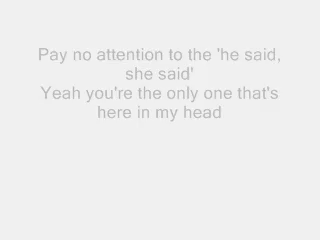 Pay no attention to the 'he said,
she said'
Yeah you're the only one that's
here in my head